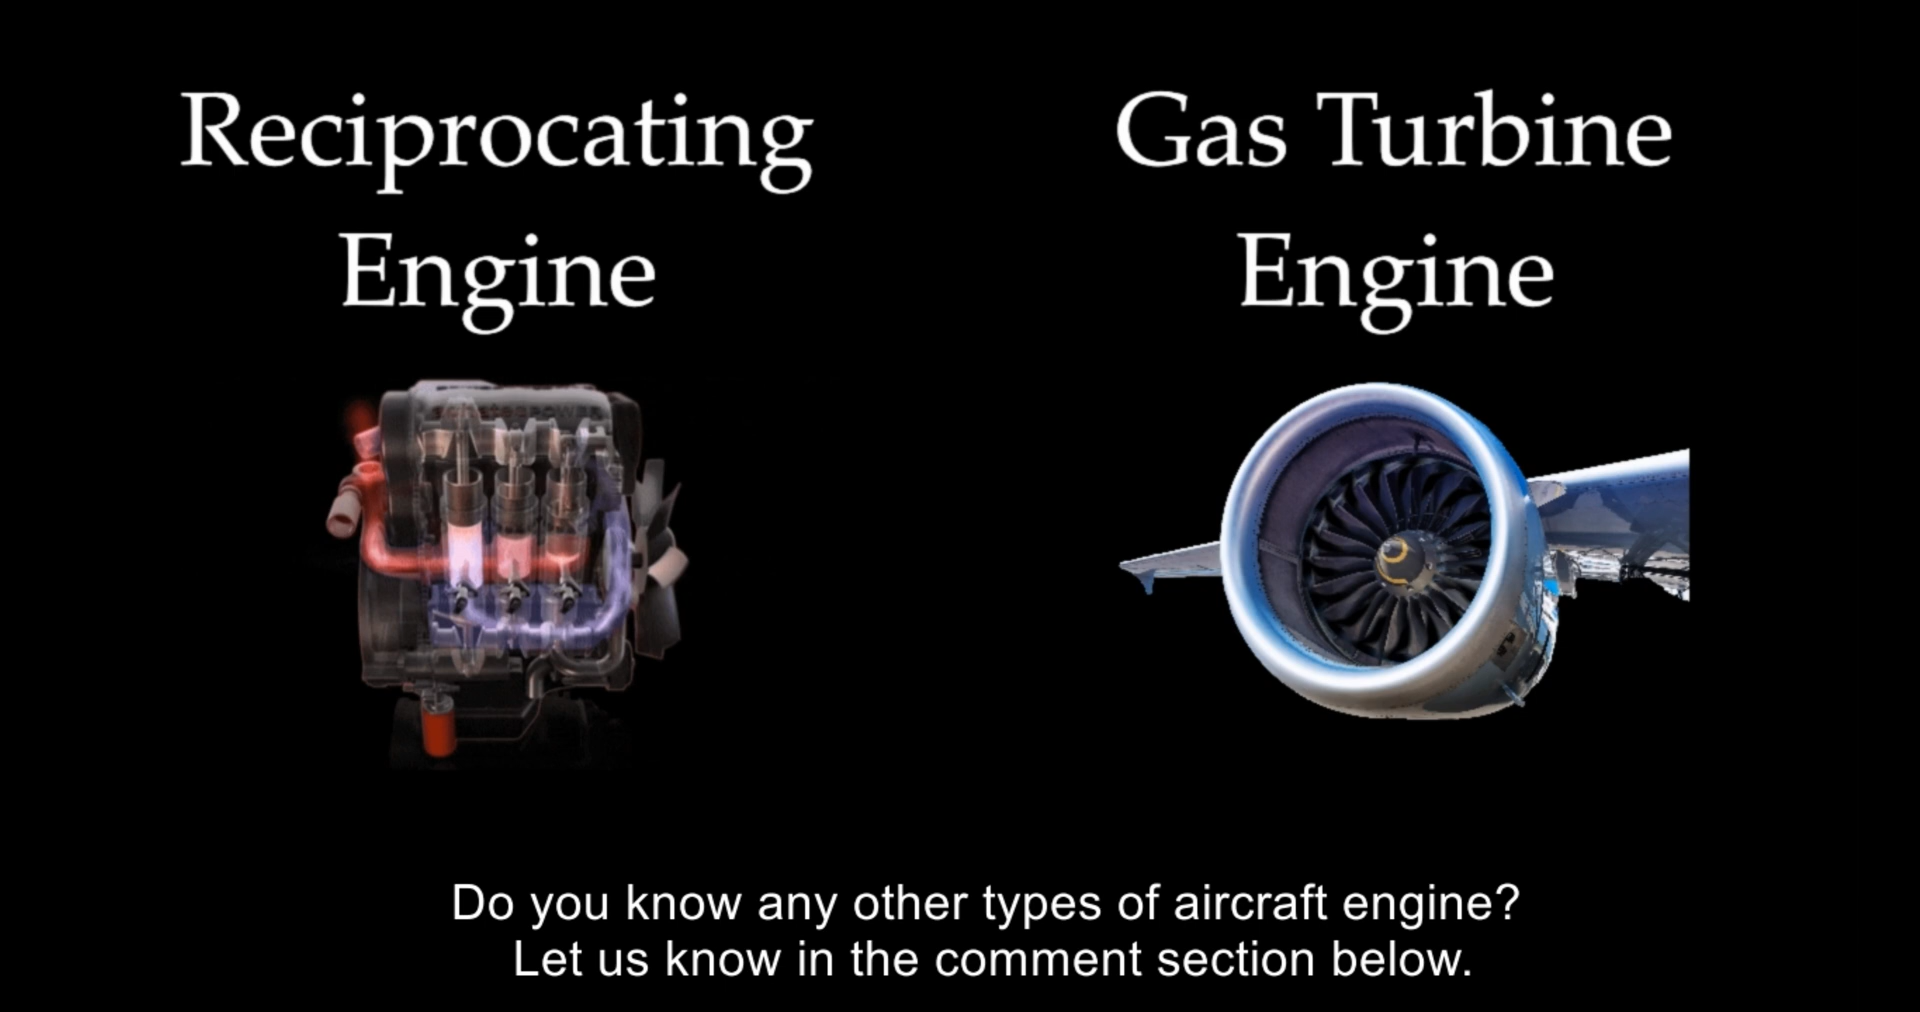 Reciprocating
Engine
Gas Turbine
Engine
Do you know any other types of aircraft engine?
Let us know in the comment section below.